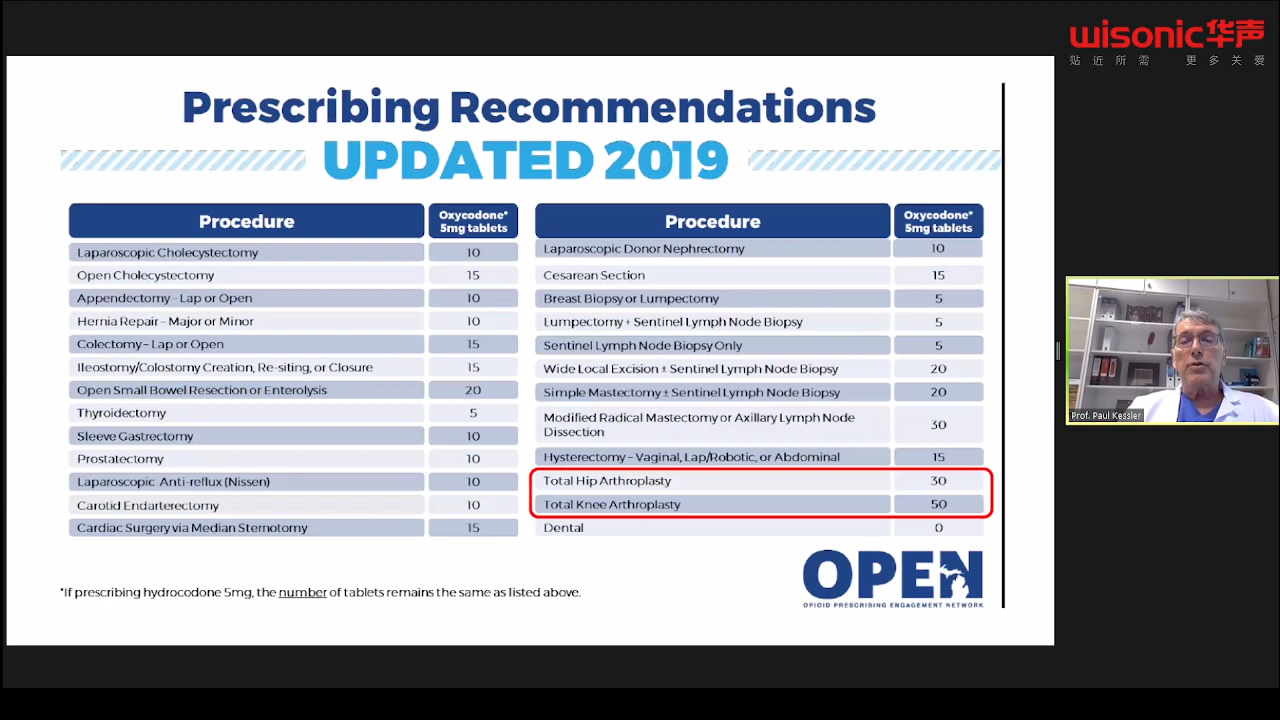 wisonic华声
贴近所需 更多关爱
Prescribing Recommendations
UPDATED 2019
Procedure Oxycodone* 5mg tablets
Laparoscopic Cholecystectomy 10
Open Cholecystectomy 15
Appendectomy – Lap or Open 10
Hernia Repair – Major or Minor 10
Colectomy – Lap or Open 15
Ileostomy/Colostomy Creation, Re-siting, or Closure 15
Open Small Bowel Resection or Enterolysis 20
Thyroidectomy 5
Sleeve Gastrectomy 10
Prostatectomy 10
Laparoscopic Arti-reflux (Nissen) 10
Carotid Endarterectomy 10
Cardiac Surgery via Median Sternotomy 15
Procedure Oxycodone* 5mg tablets
Laparoscopic Donor Nephrectomy 10
Cesarean Section 15
Breast Biopsy or Lumpectomy 5
Lumpectomy + Sentinel Lymph Node Biopsy 5
Sentinel Lymph Node Biopsy Only 5
Wide Local Excision ± Sentinel Lymph Node Biopsy 20
Simple Mastectomy ± Sentinel Lymph Node Biopsy 20
Modified Radical Mastectomy or Axillary Lymph Node
Dissection 30
Hysterectomy – Vaginal, Lap/Robotic, or Abdominal 15
Total Hip Arthroplasty 30
Total Knee Arthroplasty 50
Dental 0
*If prescribing hydrocodone 5mg, the number of tablets remains the same as listed above.
OPEN
OPIOID PRESCRIBING ENGAGEMENT NETWORK
Prof. Paul Kessler